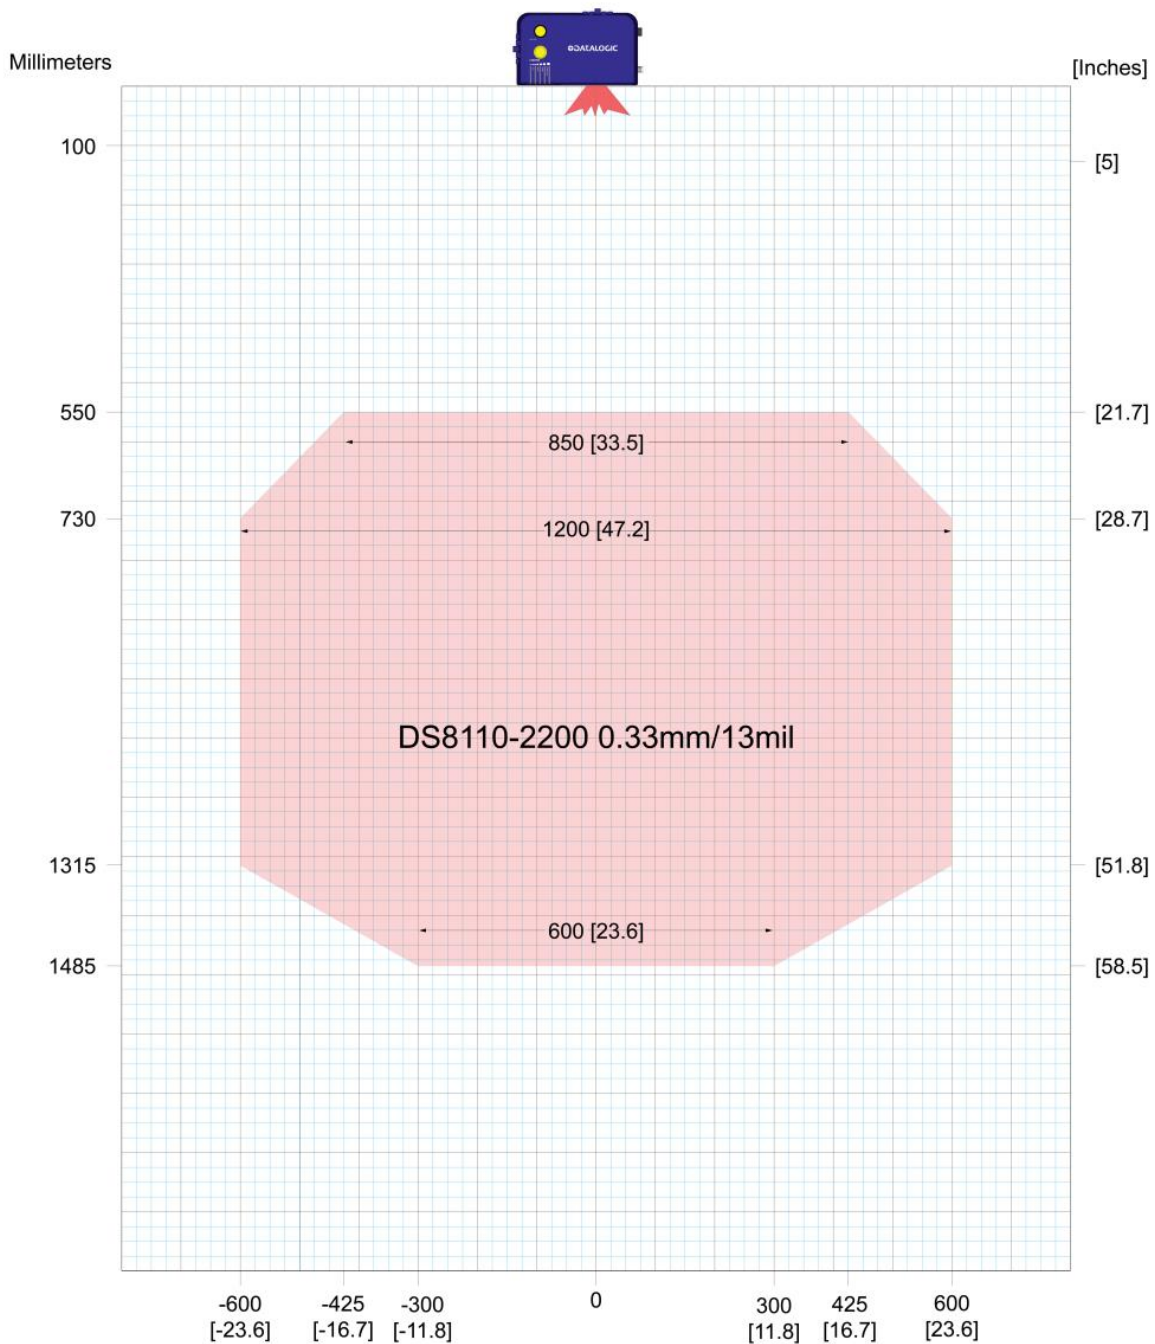 DATALOGIC
Millimeters
[Inches]
100
[5]
550
[21.7]
850 [33.5]
730
[28.7]
1200 [47.2]
DS8110-2200 0.33mm/13mil
1315
[51.8]
600 [23.6]
1485
[58.5]
-600 -425 -300 0 300 425 600
[-23.6] [-16.7] [-11.8] [11.8] [16.7] [23.6]